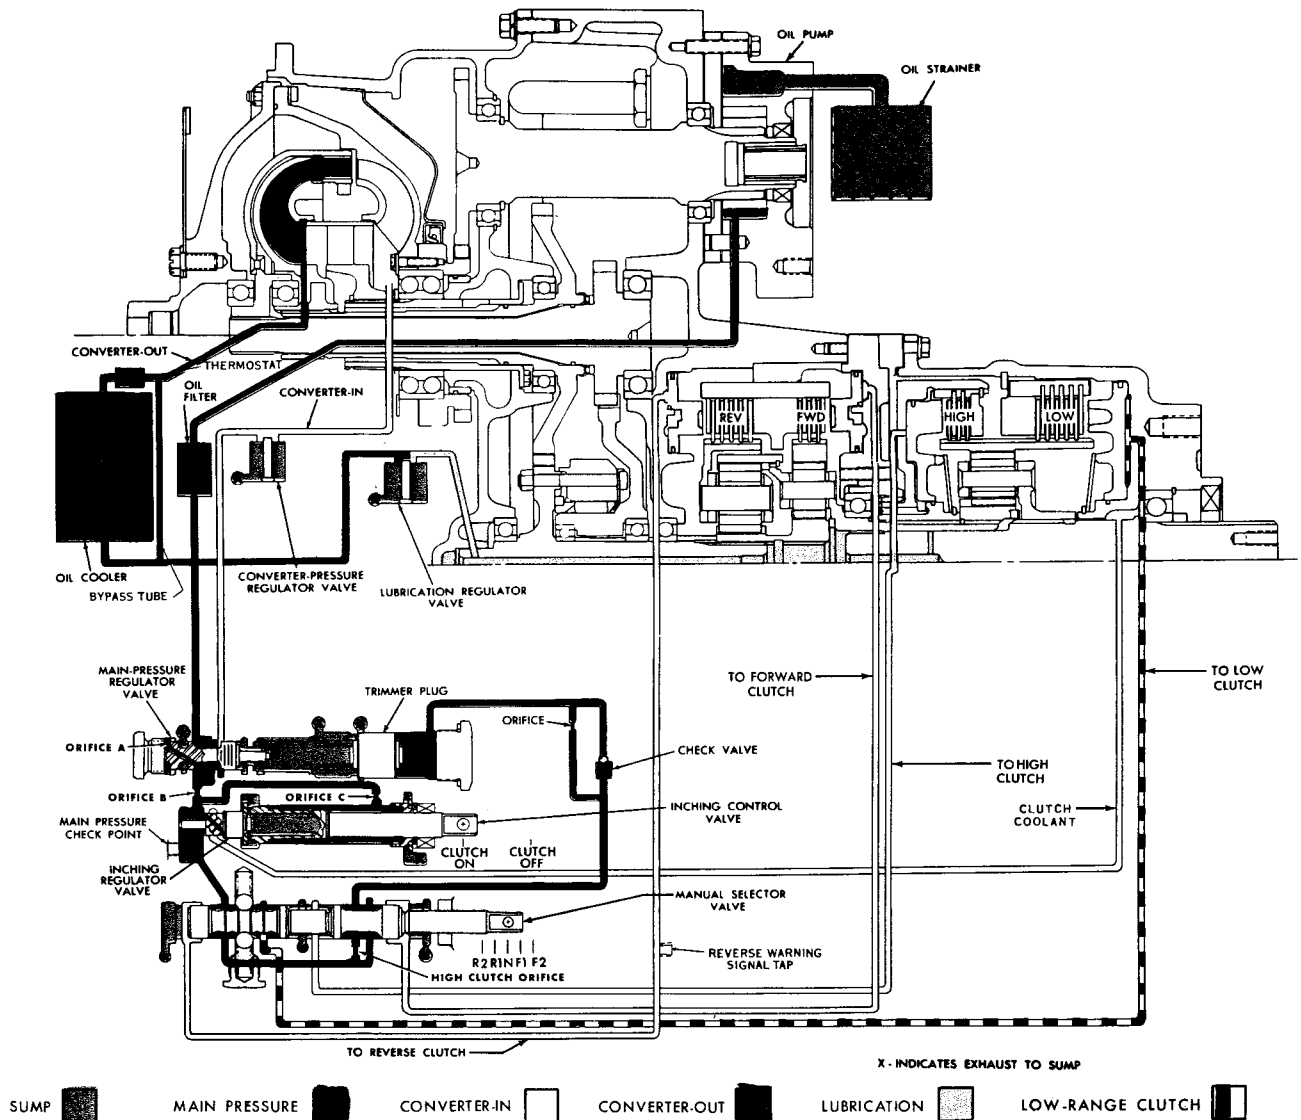 OIL PUMP
OIL STRAINER
CONVERTER-OUT
THERMOSTAT
OIL
FILTER
CONVERTER-IN
REV
FWD
HIGH
LOW
OIL COOLER
BYPASS TUBE
CONVERTER-PRESSURE
REGULATOR VALVE
LUBRICATION REGULATOR
VALVE
MAIN-PRESSURE
REGULATOR
VALVE
TRIMMER PLUG
TO FORWARD
CLUTCH
TO LOW
CLUTCH
ORIFICE
ORIFICE A
CHECK VALVE
TO HIGH
CLUTCH
ORIFICE B
ORIFICE C
INCHING CONTROL
VALVE
CLUTCH
COOLANT
MAIN PRESSURE
CHECK POINT
CLUTCH
ON
CLUTCH
OFF
INCHING
REGULATOR
VALVE
MANUAL SELECTOR
VALVE
R2 R1 N F1 F2
HIGH CLUTCH ORIFICE
REVERSE WARNING
SIGNAL TAP
TO REVERSE CLUTCH
X - INDICATES EXHAUST TO SUMP
SUMP
MAIN PRESSURE
CONVERTER-IN
CONVERTER-OUT
LUBRICATION
LOW-RANGE CLUTCH